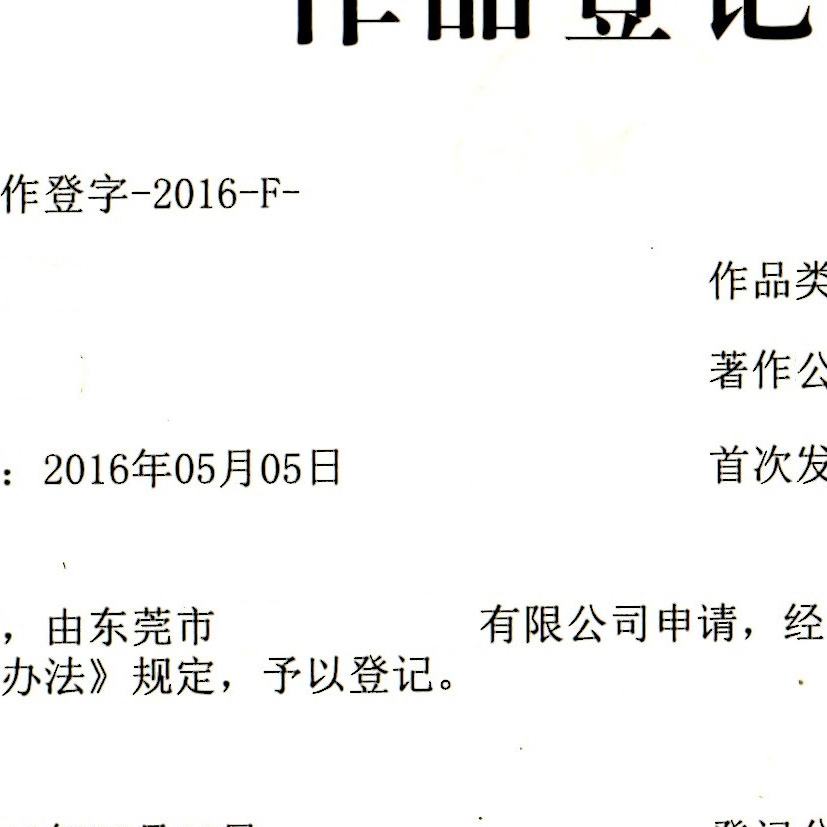 作品登记
作登字-2016-F-
作品类
著作
：2016年05月05日
首次发
，由东莞市 有限公司申请，经
办法》规定，予以登记。